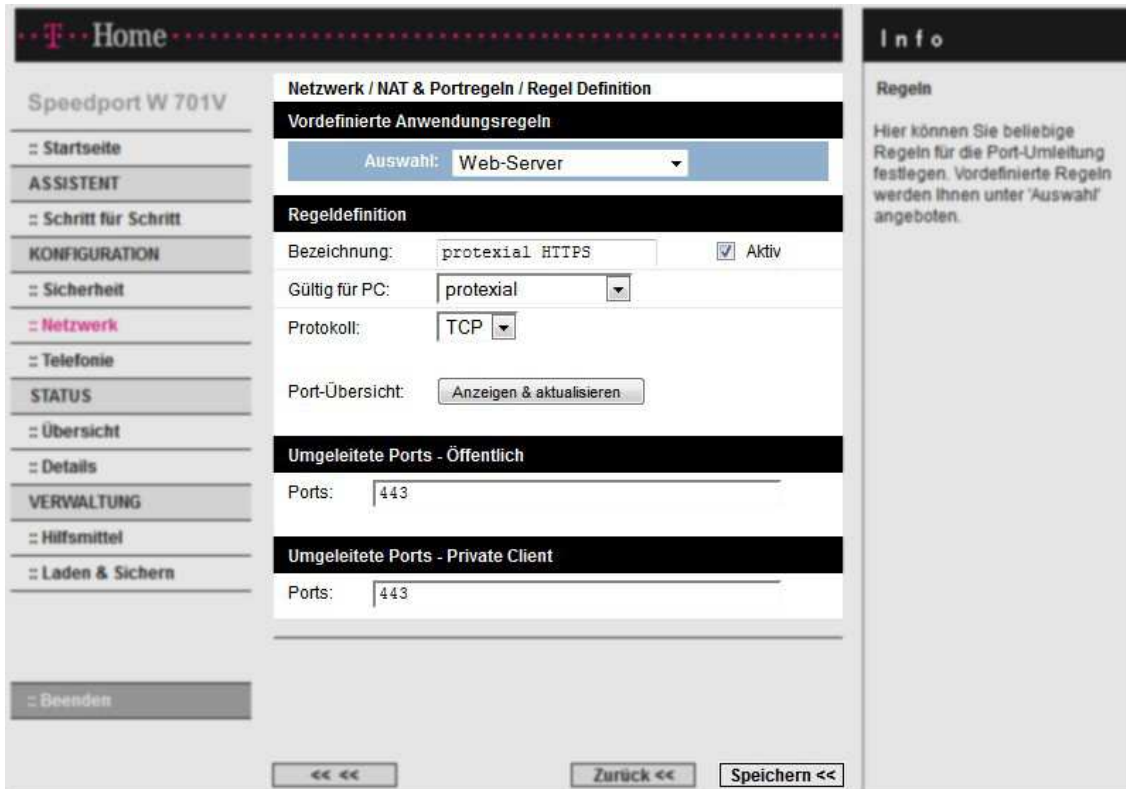 T Home
Speedport W 701V
:: Startseite
ASSISTENT
:: Schritt für Schritt
KONFIGURATION
:: Sicherheit
:: Netzwerk
:: Telefonie
STATUS
:: Übersicht
:: Details
VERWALTUNG
:: Hilfsmittel
:: Laden & Sichern
:: Beenden
Netzwerk / NAT & Portregeln / Regel Definition
Vordefinierte Anwendungsregeln
Auswahl: Web-Server
Regeldefinition
Bezeichnung: protexial HTTPS Aktiv
Gültig für PC: protexial
Protokoll: TCP
Port-Übersicht: Anzeigen & aktualisieren
Umgeleitete Ports - Öffentlich
Ports: 443
Umgeleitete Ports - Private Client
Ports: 443
<< << Zurück << Speichern <<
Info
Regeln
Hier können Sie beliebige
Regeln für die Port-Umleitung
festlegen. Vordefinierte Regeln
werden Ihnen unter 'Auswahl'
angeboten.